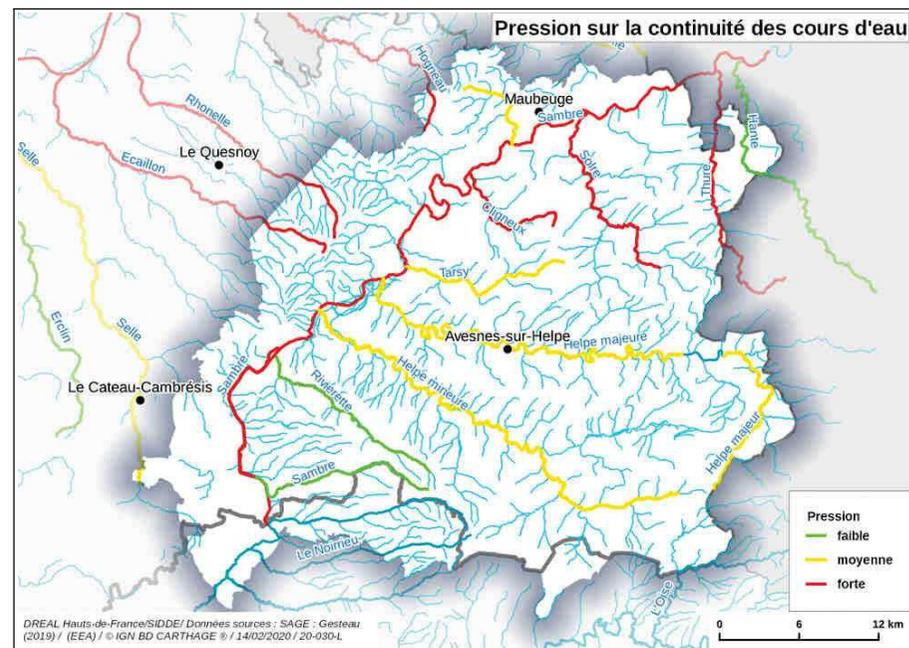 Pression sur la continuité des cours d'eau
Hogneau
Maubeuge
Sambre
Rhonelle
Hante
Le Quesnoy
Selle
Ecaillon
Solre
Thure
Cligneux
Tarsy
Erclin
Selle
Avesnes-sur-Helpe
Helpe majeure
Sambre
Rivièrette
Helpe mineure
Le Cateau-Cambrésis
Helpe majeur
Sambre
Le Noirrieu
L'Oise
Pression
faible
moyenne
forte
DREAL Hauts-de-France/SIDDE/ Données sources : SAGE : Gesteau
(2019) / (EEA) / © IGN BD CARTHAGE ® / 14/02/2020 / 20-030-L
0 6 12 km